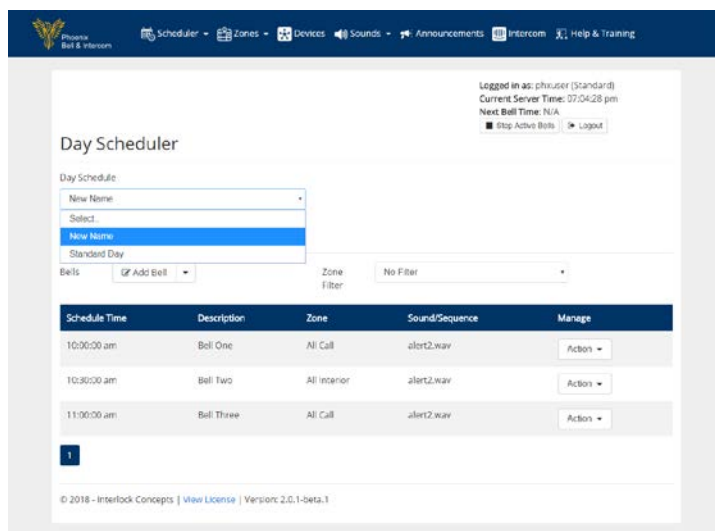 Phoenix
Bell & Intercom
Scheduler Zones Devices Sounds Announcements Intercom Help & Training
Logged in as: phxuser (Standard)
Current Server Time: 07:04:28 pm
Next Bell Time: N/A
Stop Active Bells Logout
Day Scheduler
Day Schedule
New Name
Select..
New Name
Standard Day
Bells Add Bell Zone Filter No Filter
Schedule Time Description Zone Sound/Sequence Manage
10:00:00 am Bell One All Call alert2.wav Action
10:30:00 am Bell Two All Interior alert2.wav Action
11:00:00 am Bell Three All Call alert2.wav Action
1
© 2018 - Interlock Concepts | View License | Version: 2.0.1-beta.1